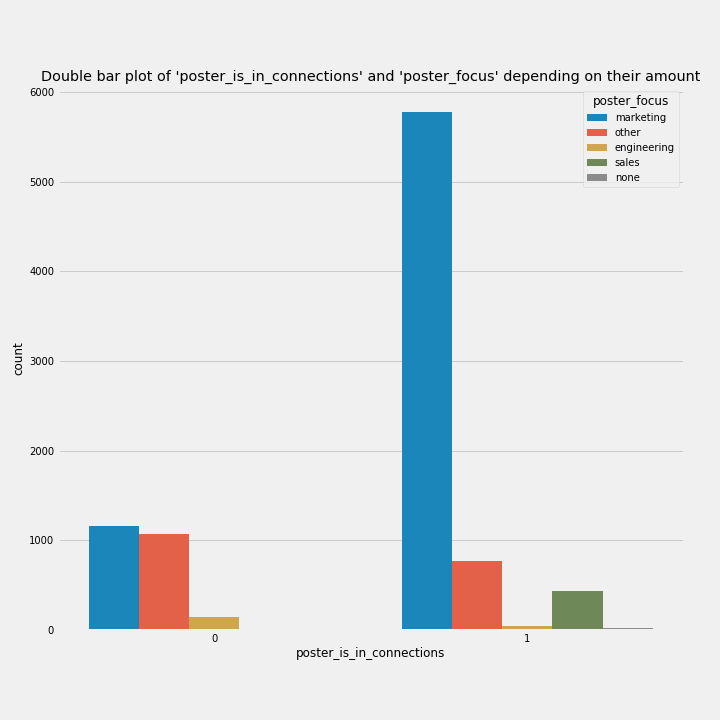 Double bar plot of 'poster_is_in_connections' and 'poster_focus' depending on their amount
6000
5000
4000
3000
2000
1000
0
count
poster_focus
marketing
other
engineering
sales
none
0
1
poster_is_in_connections